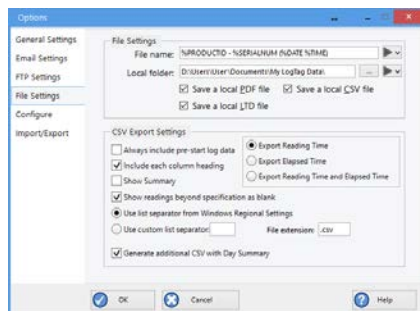 Options
General Settings
Email Settings
FTP Settings
File Settings
Configure
Import/Export
File Settings
File name: %PRODUCTID - %SERIALNUM (%DATE %TIME)
Local folder: D:\Users\User\Documents\My LogTag Data\ ...
Save a local PDF file Save a local CSV file
Save a local LTD file
CSV Export Settings
Always include pre-start log data
Include each column heading
Show Summary
Export Reading Time
Export Elapsed Time
Export Reading Time and Elapsed Time
Show readings beyond specification as blank
Use list separator from Windows Regional Settings
Use custom list separator: File extension: .csv
Generate additional CSV with Day Summary
OK Cancel Help